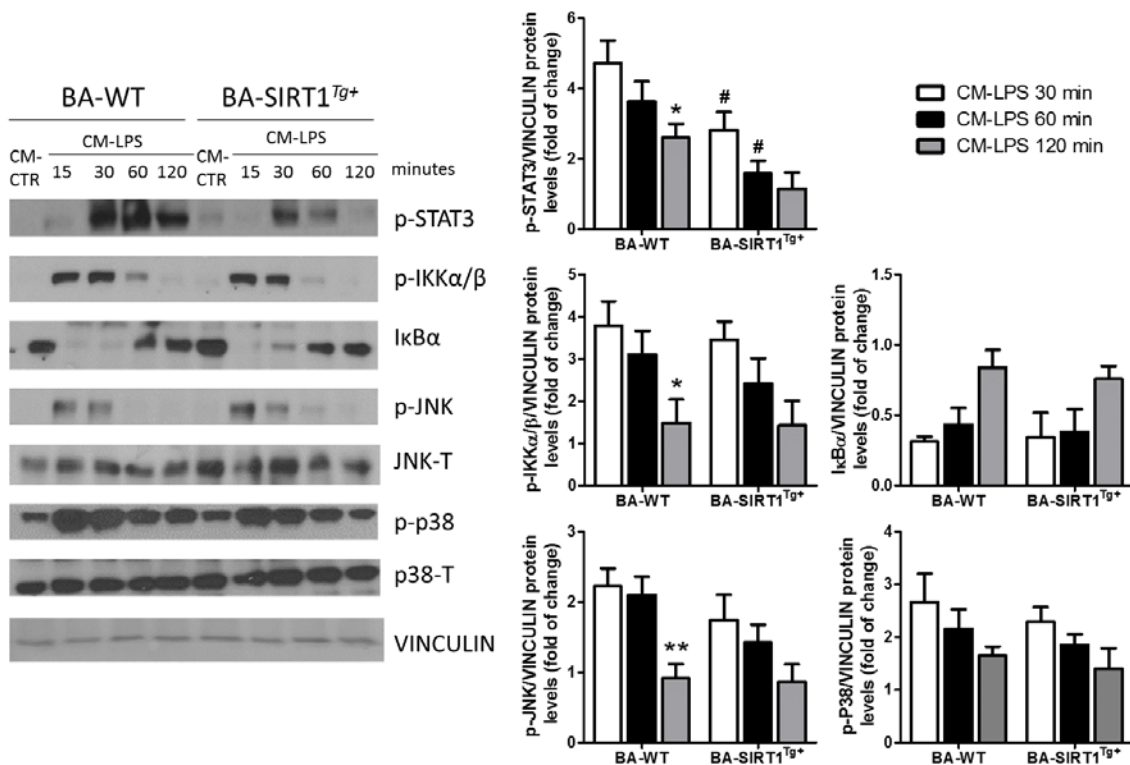 BA-WT BA-SIRT1Tg+
CM-LPS CM-LPS
CM-CTR 15 30 60 120 CM-CTR 15 30 60 120 minutes
p-STAT3
p-IKKα/β
IκBα
p-JNK
JNK-T
p-p38
p38-T
VINCULIN
p-STAT3/VINCULIN protein
levels (fold of change)
6
4
2
0
*
#
#
BA-WT BA-SIRT1Tg+
CM-LPS 30 min
CM-LPS 60 min
CM-LPS 120 min
p-IKKα/β/VINCULIN protein
levels (fold of change)
5
4
3
2
1
0
*
BA-WT BA-SIRT1Tg+
IκBα/VINCULIN protein
levels (fold of change)
1.5
1.0
0.5
0.0
BA-WT BA-SIRT1Tg+
p-JNK/VINCULIN protein
levels (fold of change)
3
2
1
0
**
BA-WT BA-SIRT1Tg+
p-P38/VINCULIN protein
levels (fold of change)
4
3
2
1
0
BA-WT BA-SIRT1Tg+